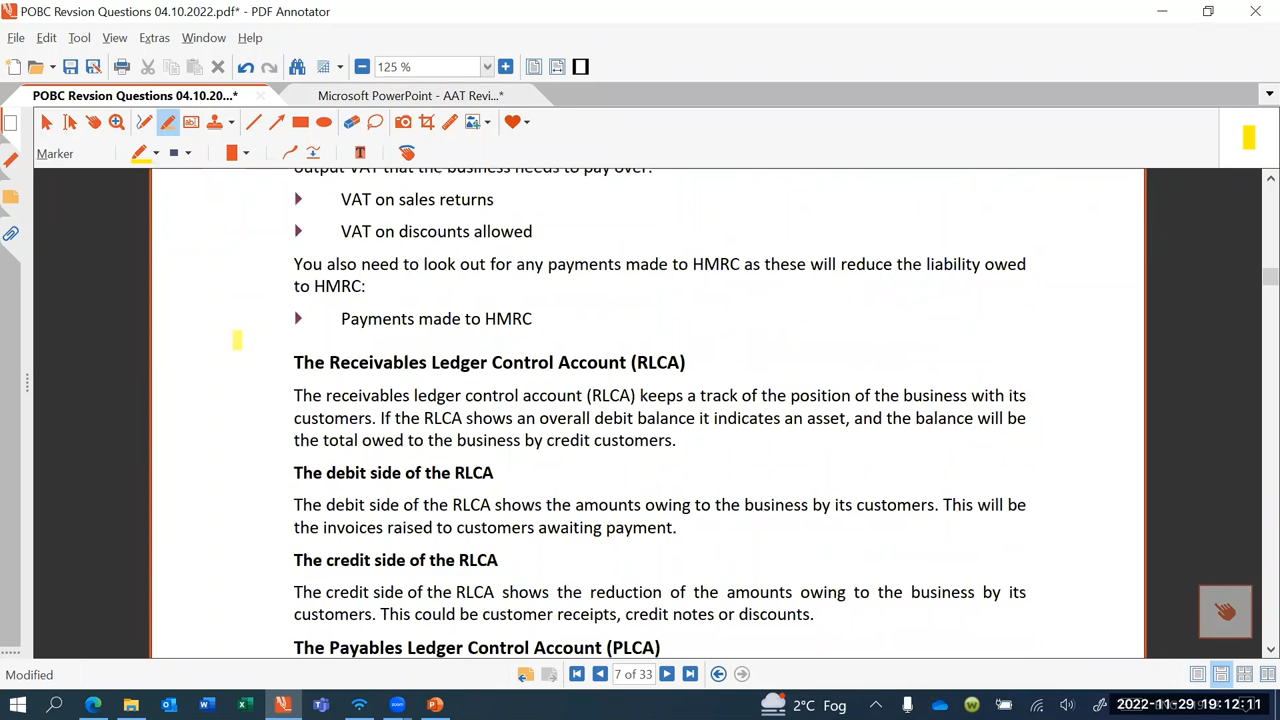 POBC Revsion Questions 04.10.2022.pdf* - PDF Annotator
File Edit Tool View Extras Window Help
125 %
POBC Revsion Questions 04.10.20...* Microsoft PowerPoint - AAT Revi...*
Marker
output VAT that the business needs to pay over:
VAT on sales returns
VAT on discounts allowed
You also need to look out for any payments made to HMRC as these will reduce the liability owed
to HMRC:
Payments made to HMRC
The Receivables Ledger Control Account (RLCA)
The receivables ledger control account (RLCA) keeps a track of the position of the business with its
customers. If the RLCA shows an overall debit balance it indicates an asset, and the balance will be
the total owed to the business by credit customers.
The debit side of the RLCA
The debit side of the RLCA shows the amounts owing to the business by its customers. This will be
the invoices raised to customers awaiting payment.
The credit side of the RLCA
The credit side of the RLCA shows the reduction of the amounts owing to the business by its
customers. This could be customer receipts, credit notes or discounts.
The Payables Ledger Control Account (PLCA)
Modified
7 of 33
2°C Fog
2022-11-29 19:12:11